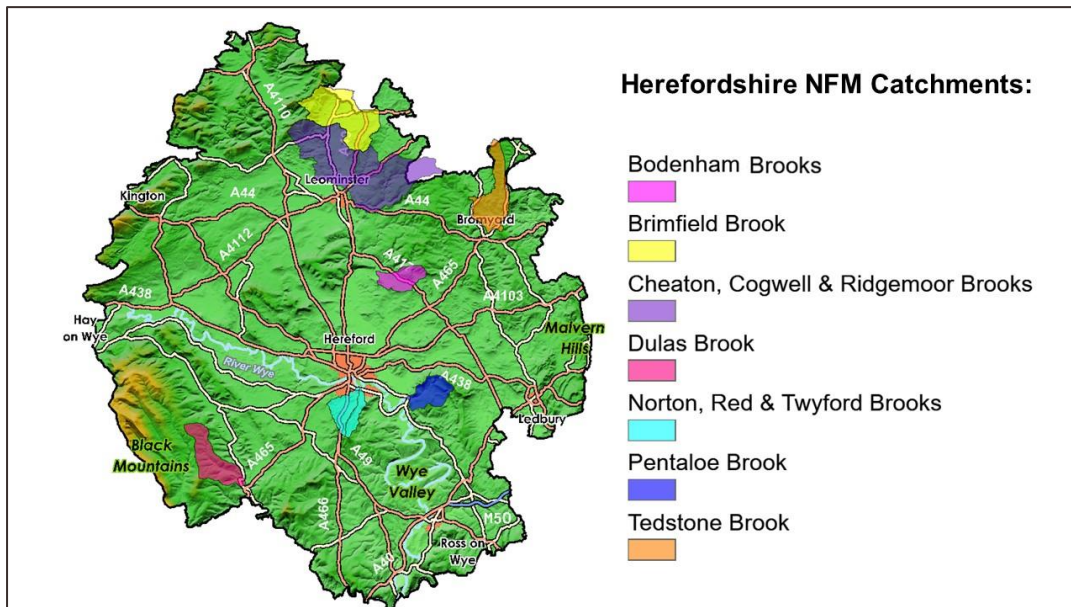 Herefordshire NFM Catchments:
Bodenham Brooks
Brimfield Brook
Cheaton, Cogwell & Ridgemoor Brooks
Dulas Brook
Norton, Red & Twyford Brooks
Pentaloe Brook
Tedstone Brook
A4110
Leominster
Kington
A44
A44
Bromyard
A4112
A465
A438
A4103
Hay
on Wye
Hereford
Malvern
Hills
River Wye
A438
Ledbury
Black
Mountains
A465
A49
Wye
Valley
A466
M50
Ross on
Wye
A40